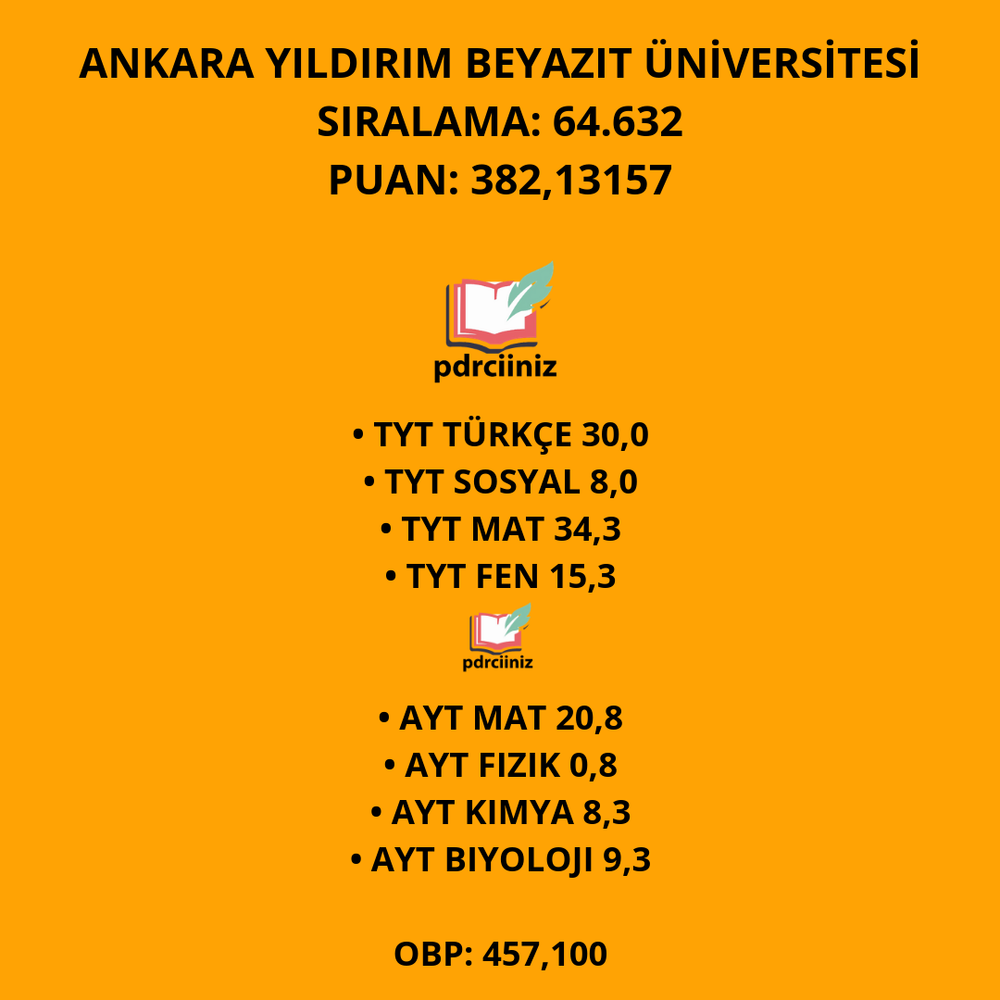 ANKARA YILDIRIM BEYAZIT ÜNİVERSİTESİ
SIRALAMA: 64.632
PUAN: 382,13157
pdrciiniz
• TYT TÜRKÇE 30,0
• TYT SOSYAL 8,0
• TYT MAT 34,3
• TYT FEN 15,3
pdrciiniz
• AYT MAT 20,8
• AYT FIZIK 0,8
• AYT KIMYA 8,3
• AYT BIYOLOJI 9,3
OBP: 457,100